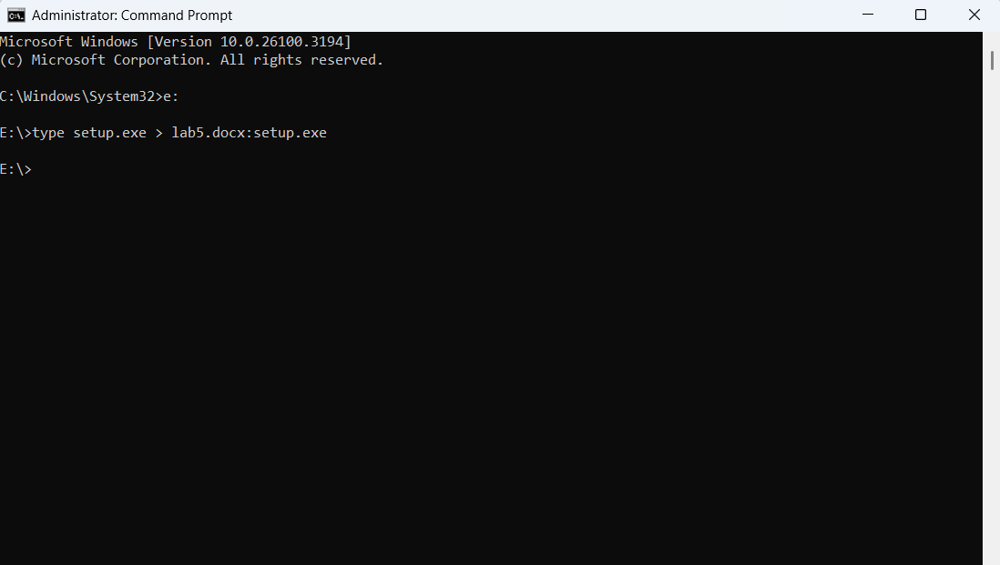 Administrator: Command Prompt
Microsoft Windows [Version 10.0.26100.3194]
(c) Microsoft Corporation. All rights reserved.
C:\Windows\System32>e:
E:\>type setup.exe > lab5.docx:setup.exe
E:\>